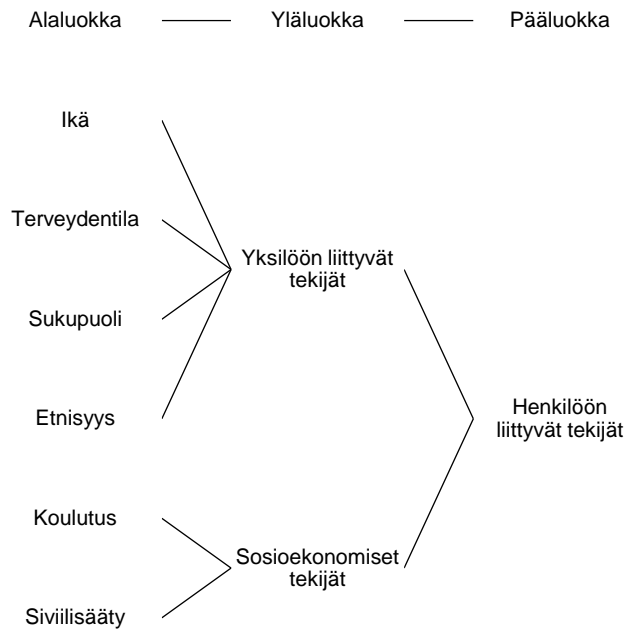 Alaluokka
Yläluokka
Pääluokka
Ikä
Terveydentila
Yksilöön liittyvät
tekijät
Sukupuoli
Etnisyys
Henkilöön
liittyvät tekijät
Koulutus
Sosioekonomiset
tekijät
Siviilisääty